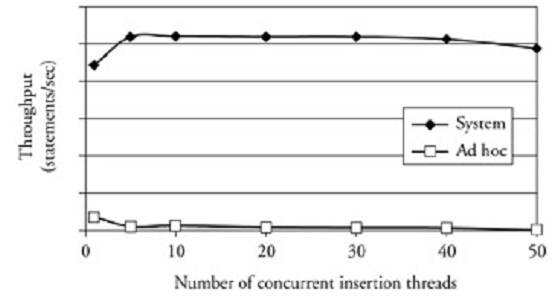 Throughput
(statements/sec)
System
Ad hoc
0 10 20 30 40 50
Number of concurrent insertion threads